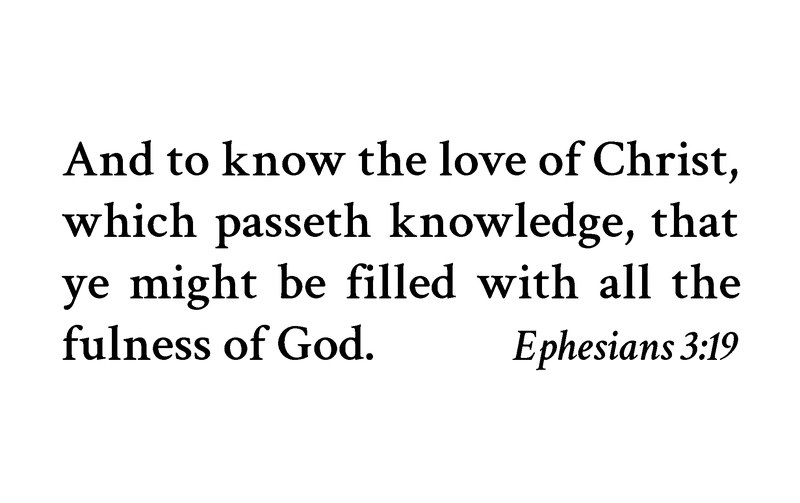 And to know the love of Christ,
which passeth knowledge, that
ye might be filled with all the
fulness of God. Ephesians 3:19